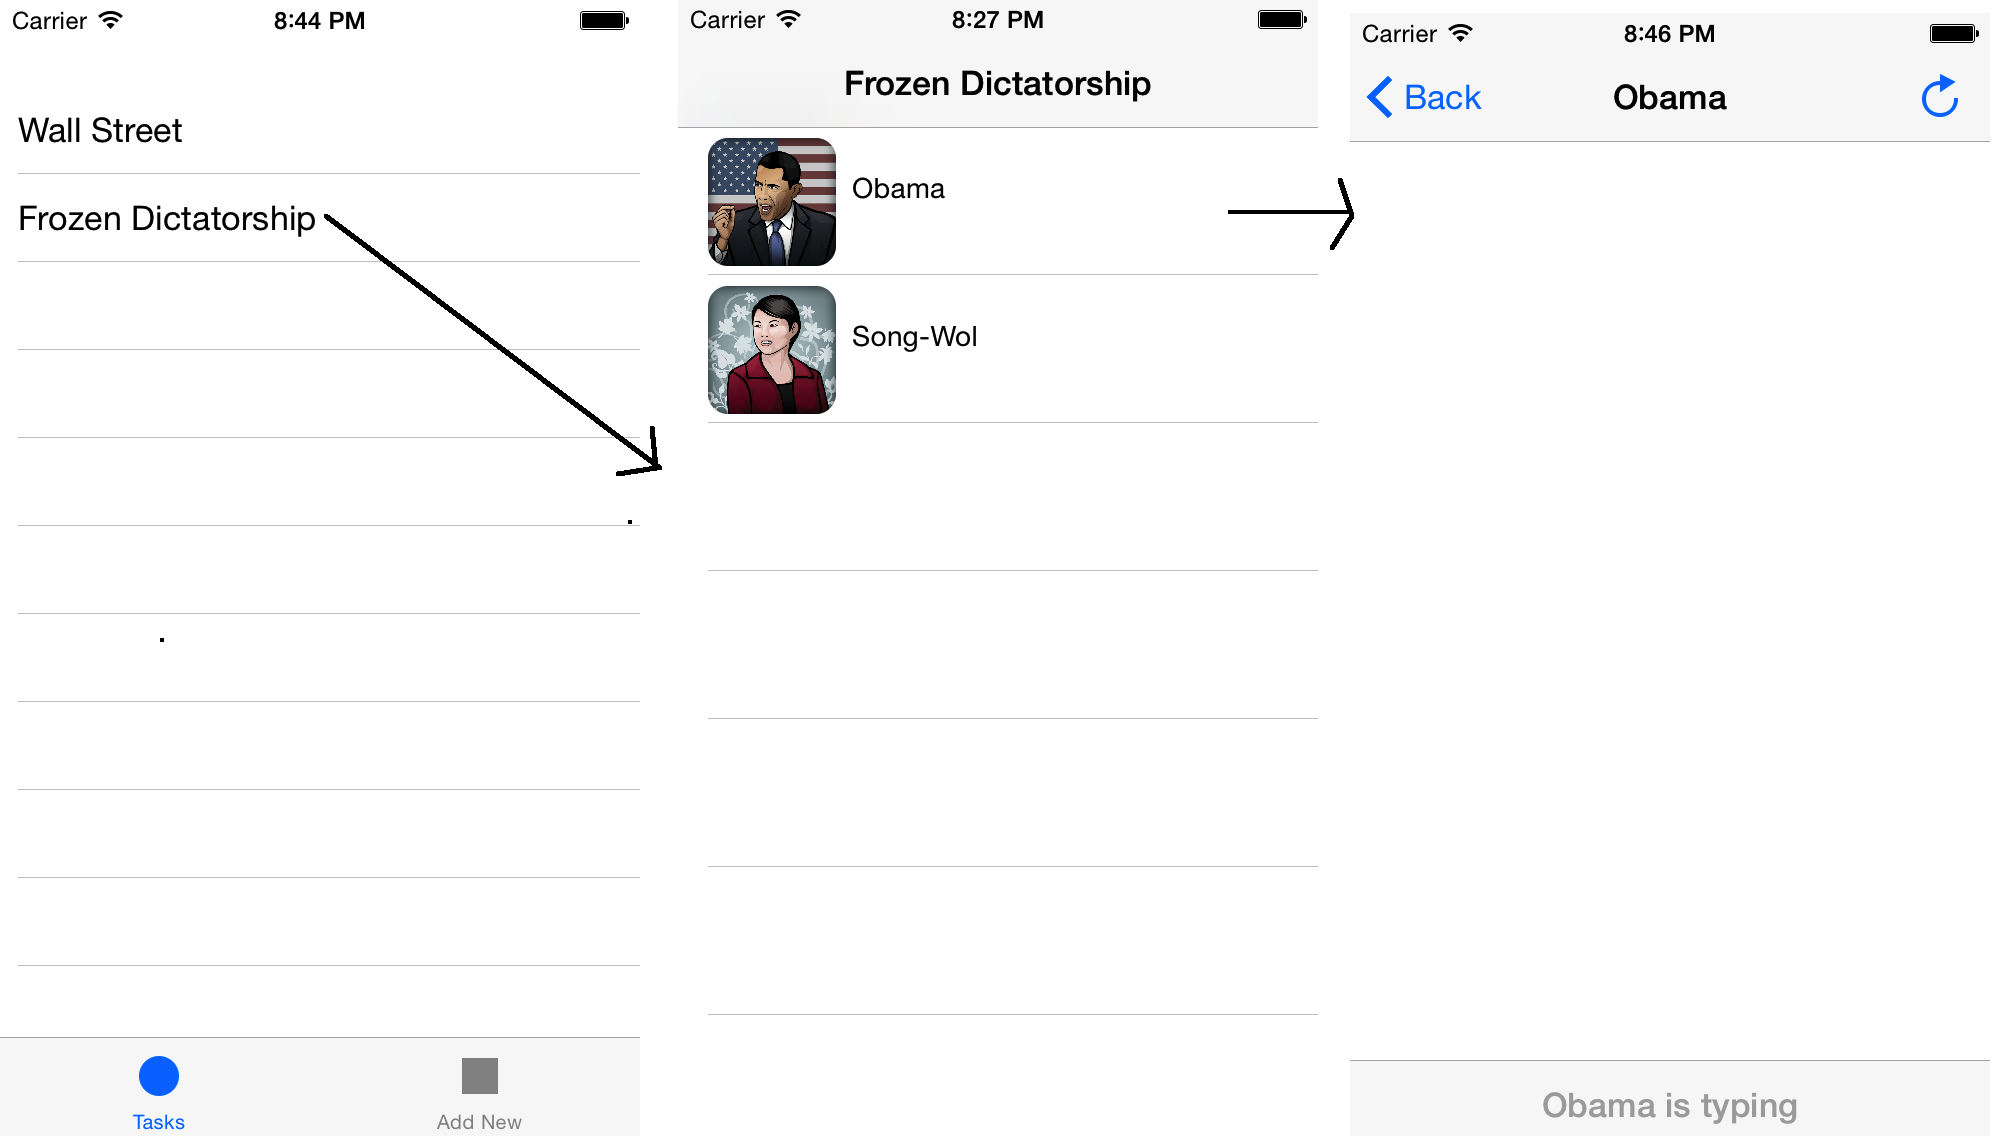 Carrier 8:44 PM
Wall Street
Frozen Dictatorship
Tasks
Add New
Carrier 8:27 PM
Frozen Dictatorship
Obama
Song-Wol
Carrier 8:46 PM
Back Obama
Obama is typing